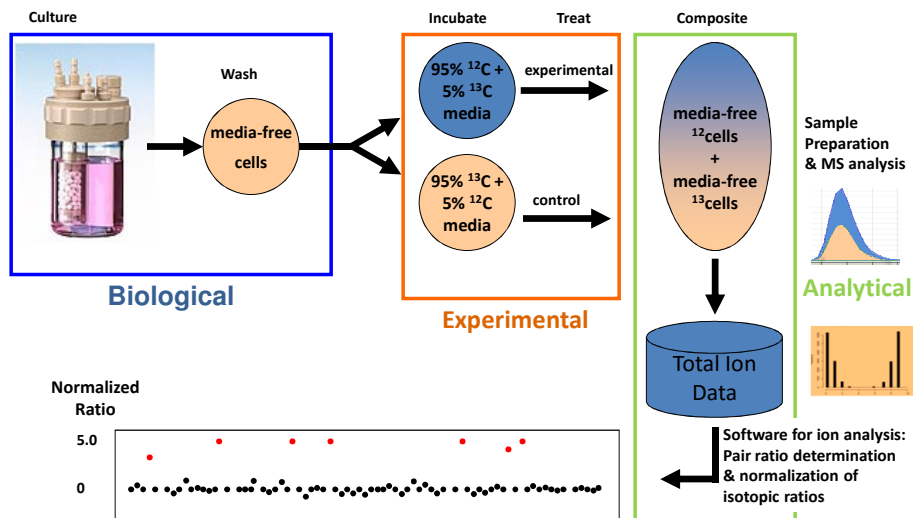 Culture
Wash
media-free
cells
Biological
Incubate
Treat
95% ¹²C +
5% ¹³C
media
experimental
95% ¹³C +
5% ¹²C
media
control
Experimental
Composite
media-free
¹²cells
+
media-free
¹³cells
Sample
Preparation
& MS analysis
Analytical
Total Ion
Data
Software for ion analysis:
Pair ratio determination
& normalization of
isotopic ratios
Normalized
Ratio
5.0
0